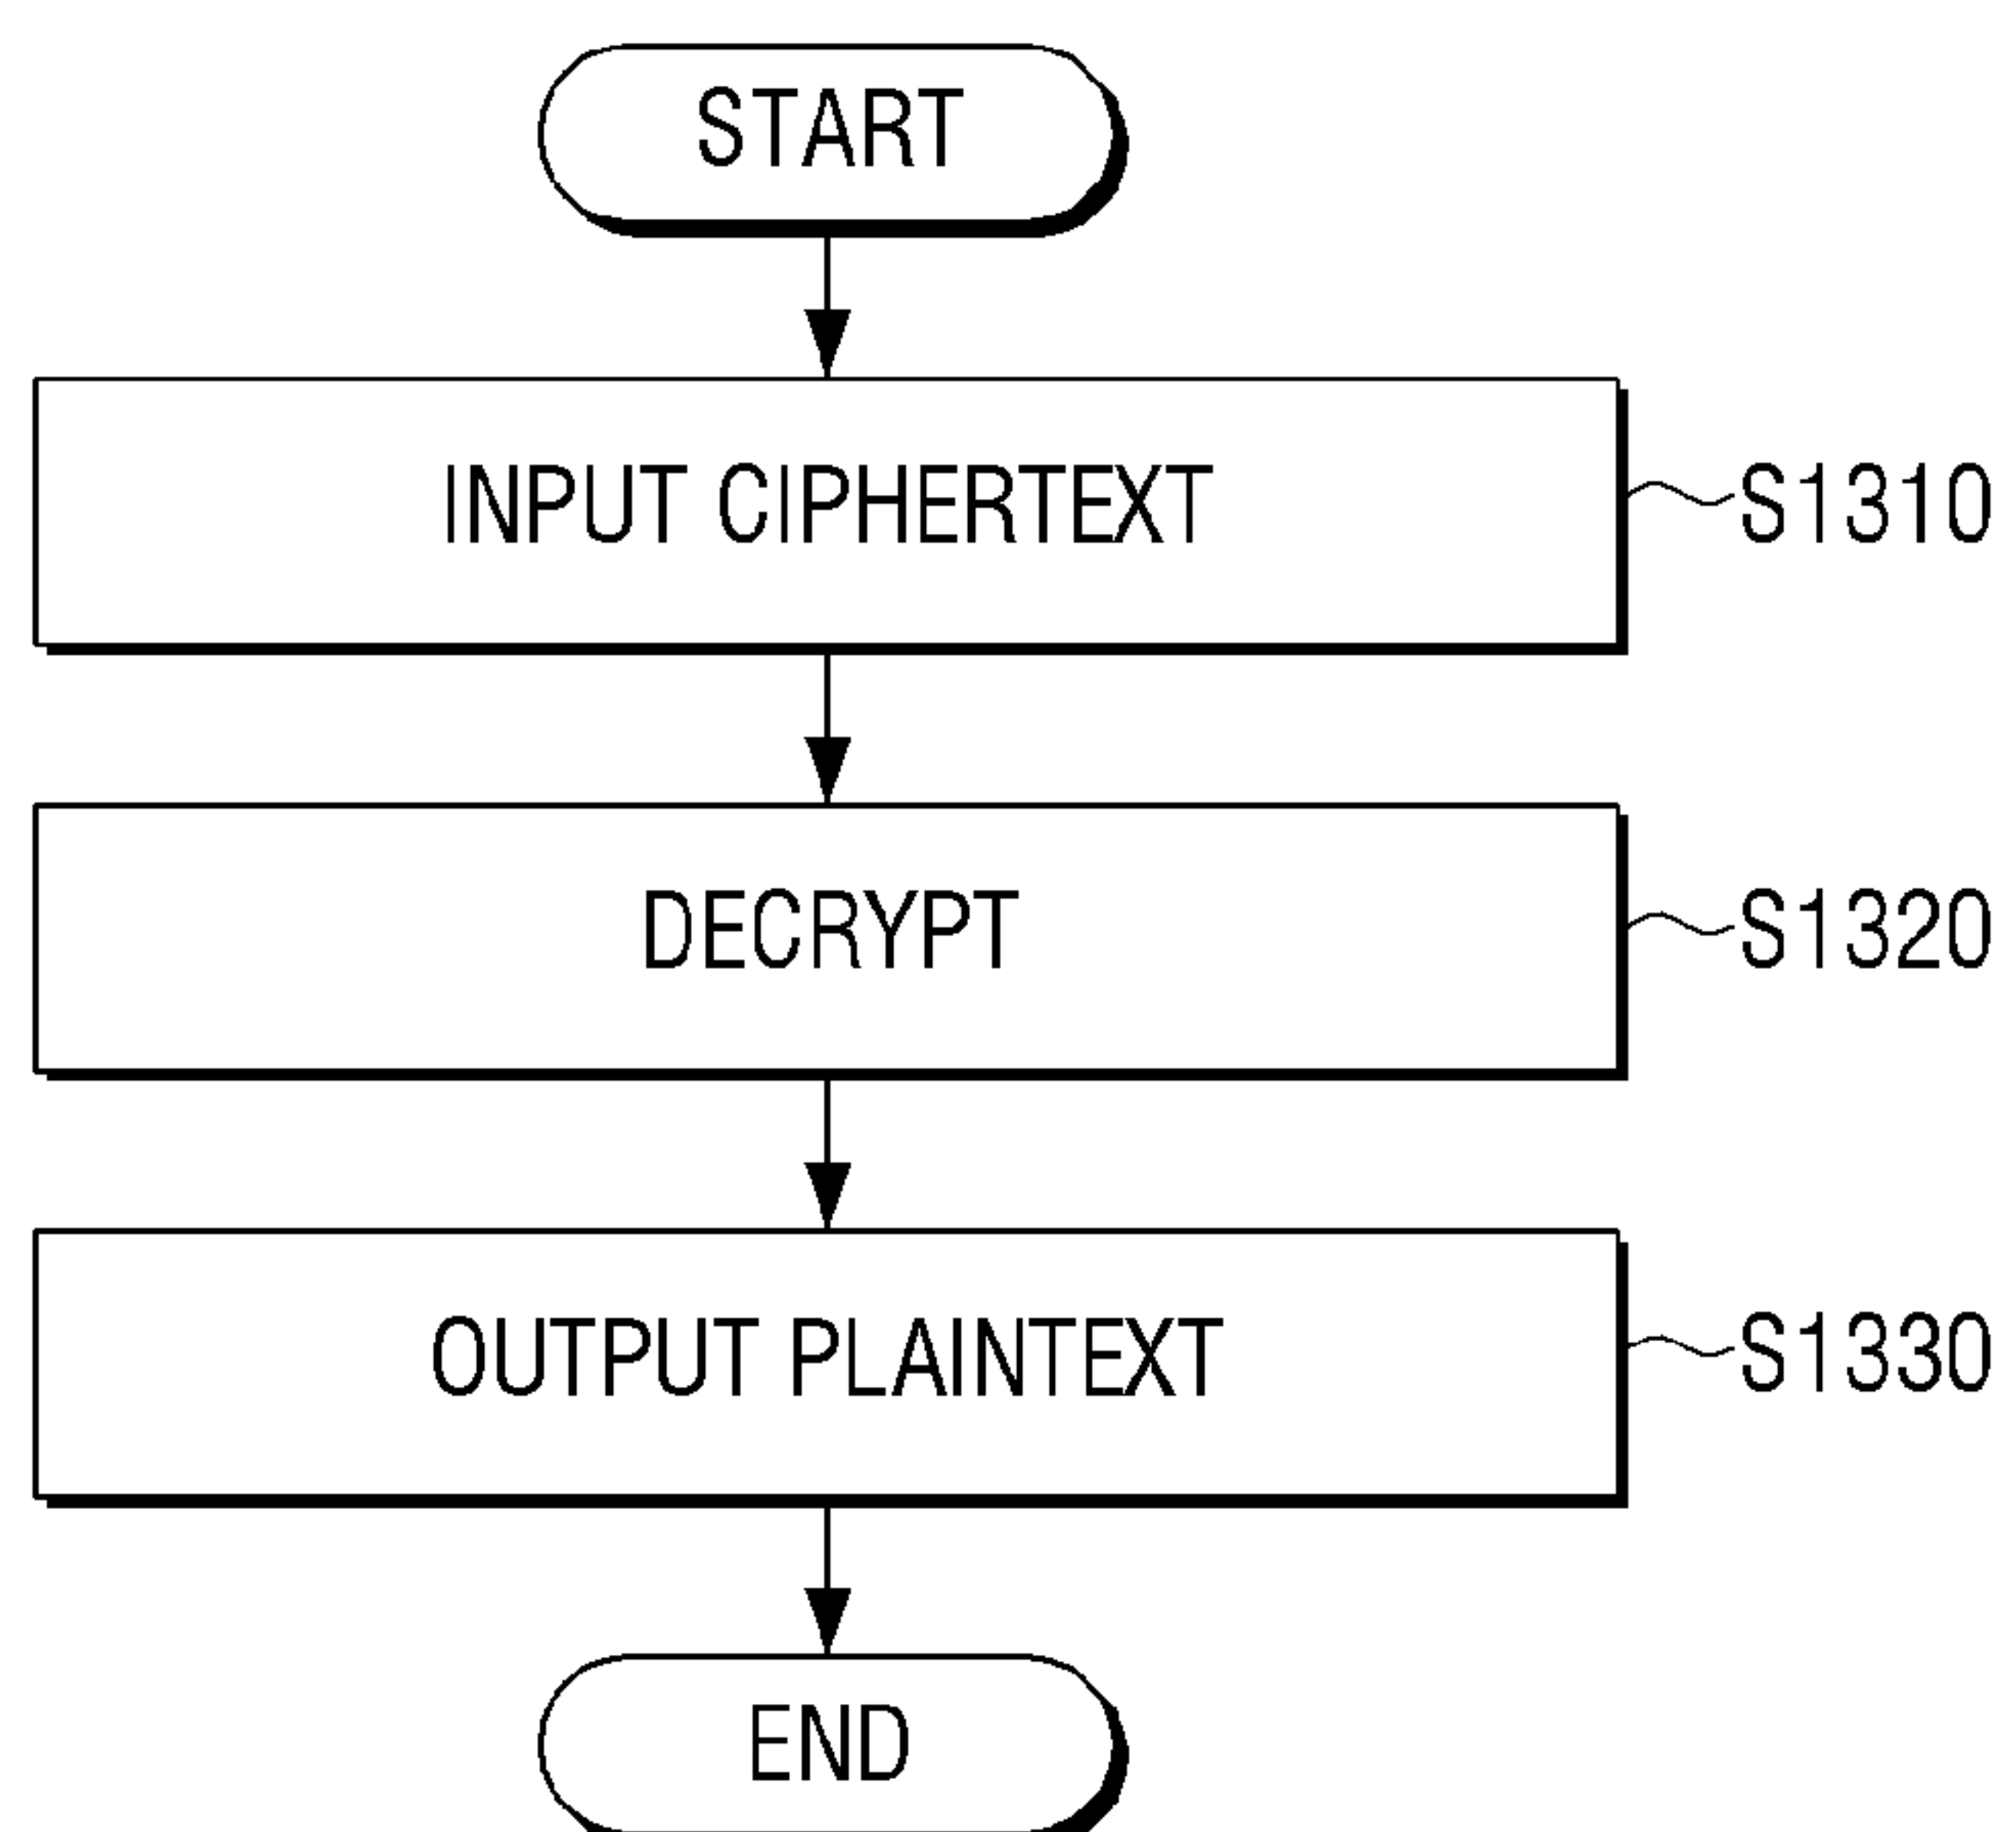 START
INPUT CIPHERTEXT
S1310
DECRYPT
S1320
OUTPUT PLAINTEXT
S1330
END